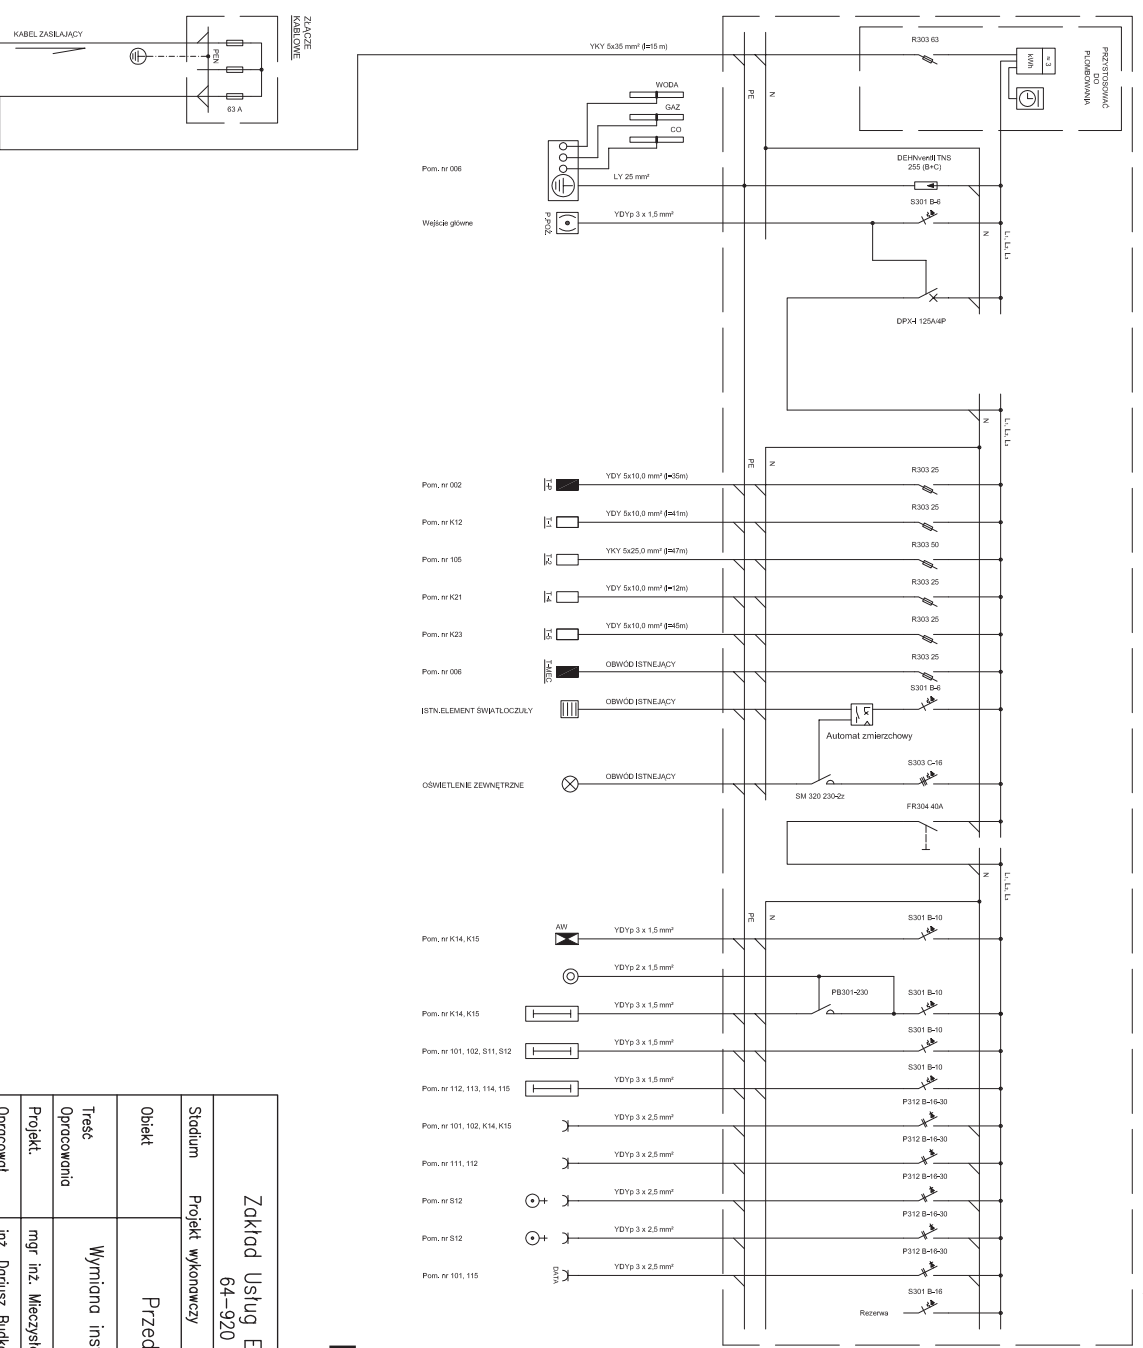 KABEL ZASILAJĄCY
ZŁĄCZE
KABLOWE
PEN
63 A
YKY 5x35 mm² (l=15 m)
R303 63
≈ 3
kWh
PRZYSTOSOWAĆ
DO
PLOMBOWANIA
PE
N
WODA
GAZ
CO
Pom. nr 006
LY 25 mm²
DEHNventil TNS
255 (B+C)
Wejście główne
P.POŻ.
YDYp 3 x 1,5 mm²
S301 B-6
N
L1, L2, L3
DPX-I 125A/4P
N
L1, L2, L3
PE
N
Pom. nr 002
T-P
YDY 5x10,0 mm² (l=35m)
R303 25
Pom. nr K12
T-1
YDY 5x10,0 mm² (l=41m)
R303 25
Pom. nr 105
T-2
YKY 5x25,0 mm² (l=47m)
R303 50
Pom. nr K21
T-4
YDY 5x10,0 mm² (l=12m)
R303 25
Pom. nr K23
T-5
YDY 5x10,0 mm² (l=45m)
R303 25
Pom. nr 006
T-MEC
OBWÓD ISTNEJĄCY
R303 25
ISTN.ELEMENT ŚWIATŁOCZUŁY
OBWÓD ISTNEJĄCY
S301 B-6
Lx
Automat zmierzchowy
OŚWIETLENIE ZEWNĘTRZNE
OBWÓD ISTNEJĄCY
SM 320 230-2z
S303 C-16
FR304 40A
N
L1, L2, L3
PE
N
Pom. nr K14, K15
AW
YDYp 3 x 1,5 mm²
S301 B-10
YDYp 2 x 1,5 mm²
PB301-230
Pom. nr K14, K15
YDYp 3 x 1,5 mm²
S301 B-10
Pom. nr 101, 102, S11, S12
YDYp 3 x 1,5 mm²
S301 B-10
Pom. nr 112, 113, 114, 115
YDYp 3 x 1,5 mm²
S301 B-10
Pom. nr 101, 102, K14, K15
YDYp 3 x 2,5 mm²
P312 B-16-30
Pom. nr 111, 112
YDYp 3 x 2,5 mm²
P312 B-16-30
Pom. nr S12
YDYp 3 x 2,5 mm²
P312 B-16-30
Pom. nr S12
YDYp 3 x 2,5 mm²
P312 B-16-30
Pom. nr 101, 115
DATA
YDYp 3 x 2,5 mm²
P312 B-16-30
Rezerwa
S301 B-16
Zakład Usług E
64-920
Stadium
Projekt wykonawczy
Obiekt
Przed
Treść
Opracowania
Wymiana ins
Projekt.
mgr inż. Mieczysł
Opracował
inż. Dariusz Budk